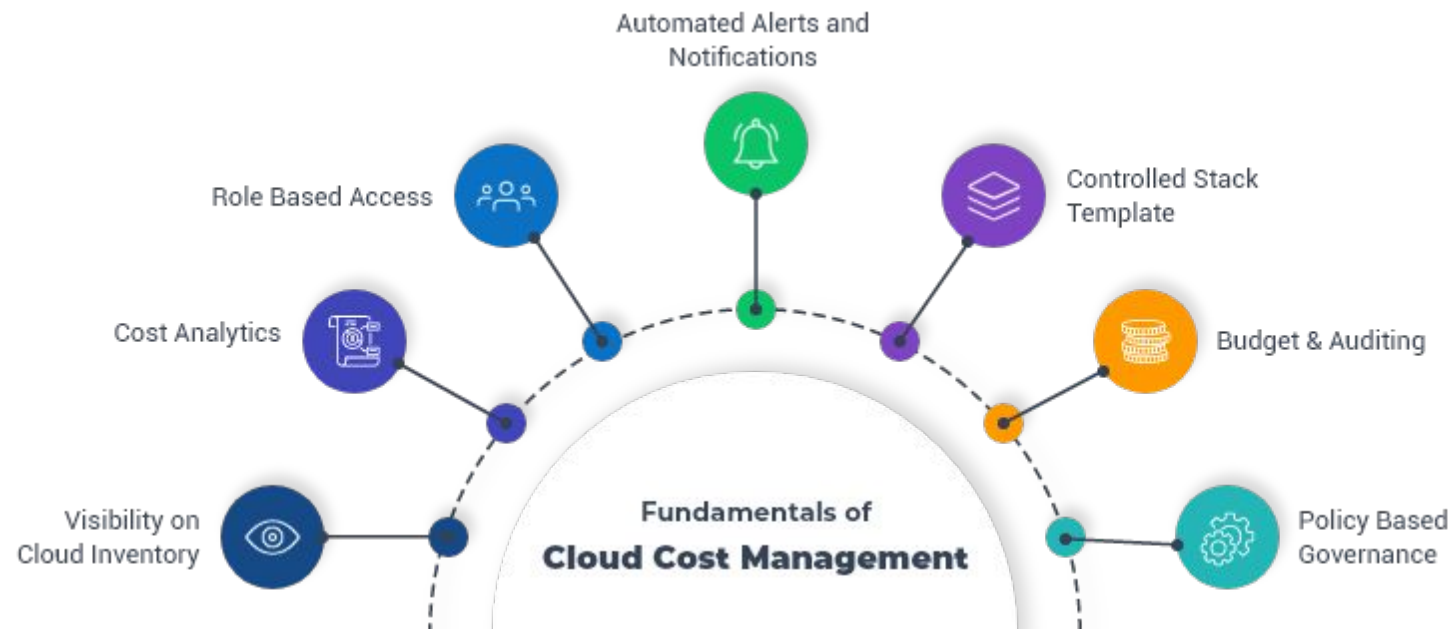 Automated Alerts and
Notifications
Role Based Access
Controlled Stack
Template
Cost Analytics
Budget & Auditing
Visibility on
Cloud Inventory
Fundamentals of
Cloud Cost Management
Policy Based
Governance